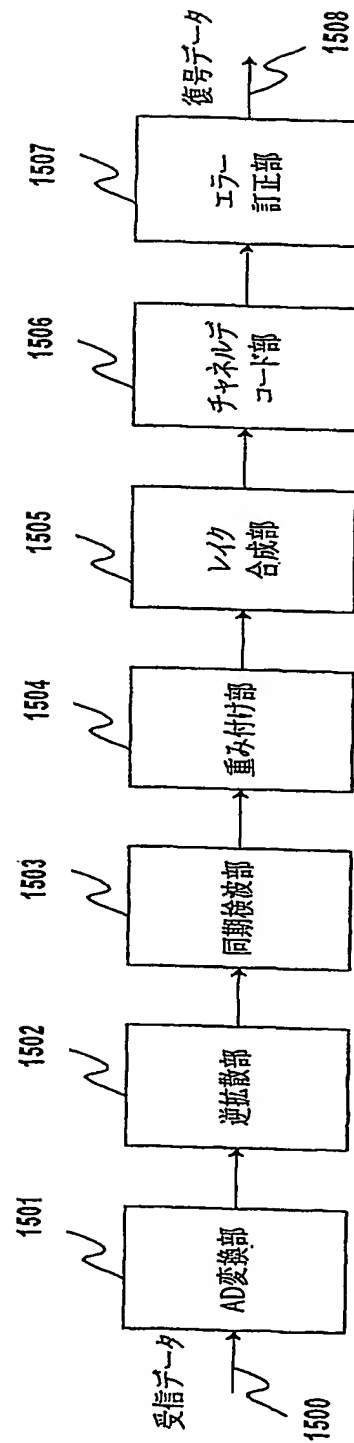 受信データ
1500
1501
AD変換部
1502
逆拡散部
1503
同期検波部
1504
重み付け部
1505
レイク
合成部
1506
チャネルデ
コード部
1507
エラー
訂正部
復号データ
1508